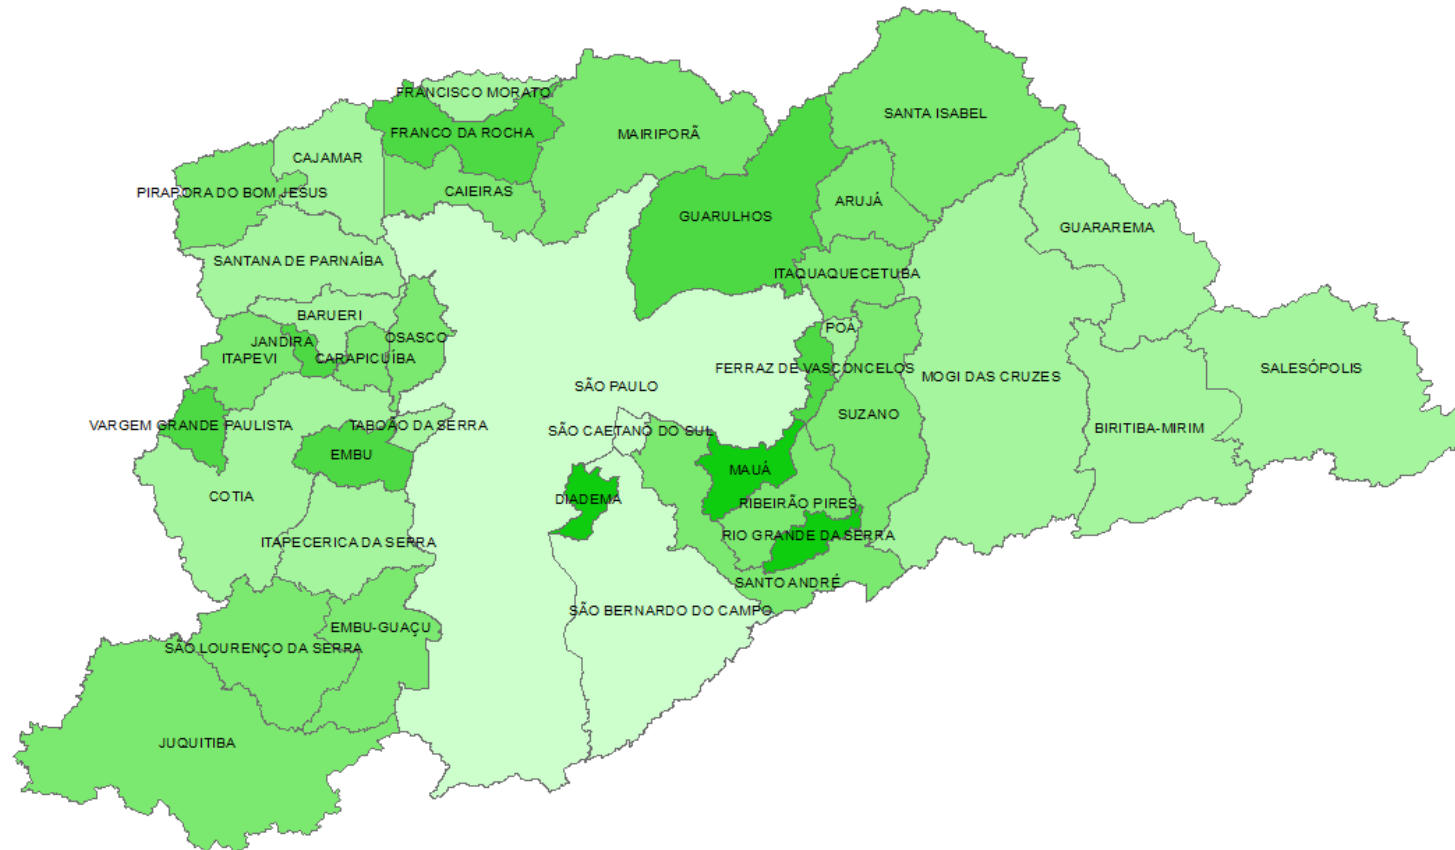 FRANCISCO MORATO
SANTA ISABEL
FRANCO DA ROCHA
MAIRIPORÃ
CAJAMAR
PIRAPORA DO BOM JESUS
CAIEIRAS
ARUJÁ
GUARULHOS
GUARAREMA
SANTANA DE PARNAÍBA
ITAQUAQUECETUBA
BARUERI
POÁ
JANDIRA
OSASCO
ITAPEVI
CARAPICUÍBA
FERRAZ DE VASCONCELOS
SALESÓPOLIS
MOGI DAS CRUZES
SÃO PAULO
SUZANO
VARGEM GRANDE PAULISTA
TABOÃO DA SERRA
BIRITIBA-MIRIM
SÃO CAETANO DO SUL
EMBU
MAUÁ
COTIA
DIADEMA
RIBEIRÃO PIRES
RIO GRANDE DA SERRA
ITAPECERICA DA SERRA
SANTO ANDRÉ
SÃO BERNARDO DO CAMPO
EMBU-GUAÇU
SÃO LOURENÇO DA SERRA
JUQUITIBA